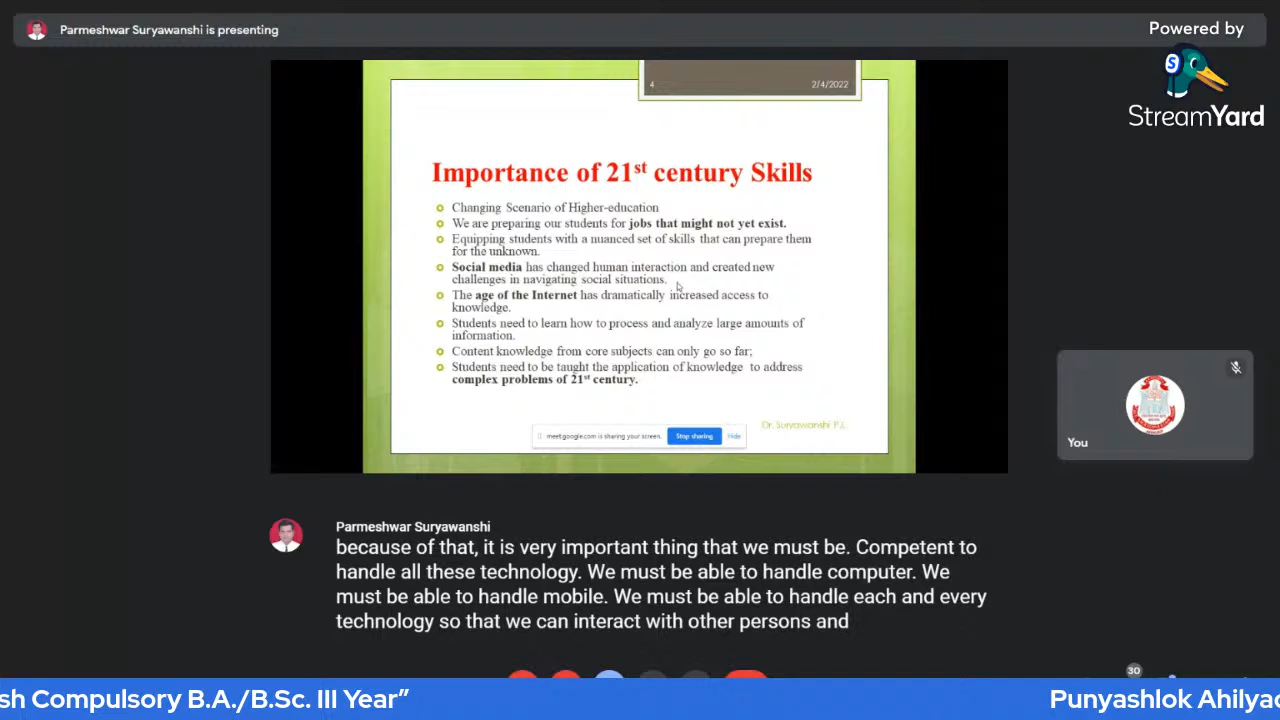 Parmeshwar Suryawanshi is presenting
Powered by
StreamYard
4
2/4/2022
Importance of 21st century Skills
Changing Scenario of Higher-education
We are preparing our students for jobs that might not yet exist.
Equipping students with a nuanced set of skills that can prepare them
for the unknown.
Social media has changed human interaction and created new
challenges in navigating social situations.
The age of the Internet has dramatically increased access to
knowledge.
Students need to learn how to process and analyze large amounts of
information.
Content knowledge from core subjects can only go so far;
Students need to be taught the application of knowledge to address
complex problems of 21st century.
Dr. Suryawanshi P.L.
meet.google.com is sharing your screen.
Stop sharing
Hide
You
Parmeshwar Suryawanshi
because of that, it is very important thing that we must be. Competent to
handle all these technology. We must be able to handle computer. We
must be able to handle mobile. We must be able to handle each and every
technology so that we can interact with other persons and
30
sh Compulsory B.A./B.Sc. III Year”
Punyashlok Ahilyad